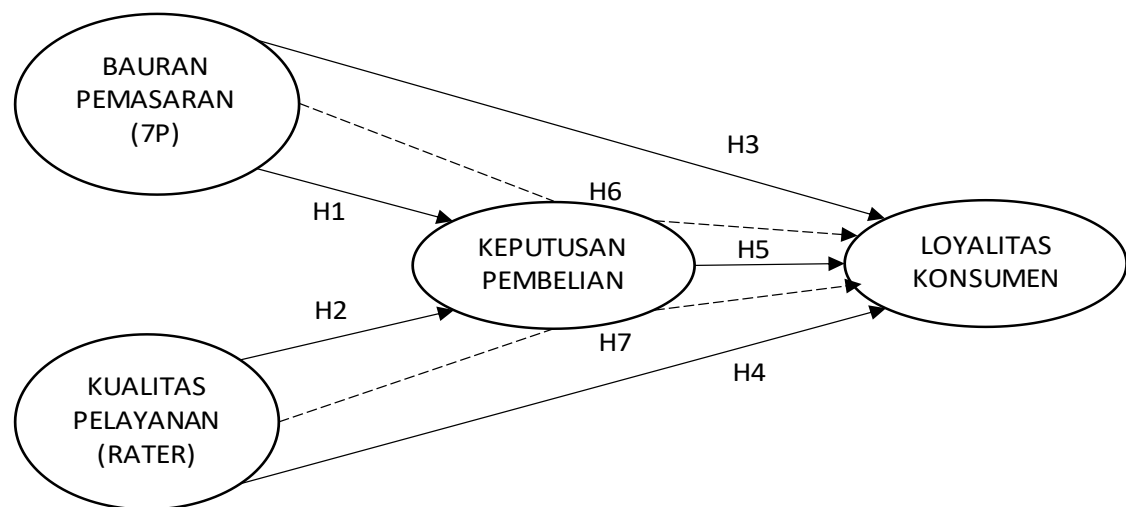 BAURAN
PEMASARAN
(7P)
H3
H6
H1
KEPUTUSAN
PEMBELIAN
H5
LOYALITAS
KONSUMEN
H2
H7
H4
KUALITAS
PELAYANAN
(RATER)